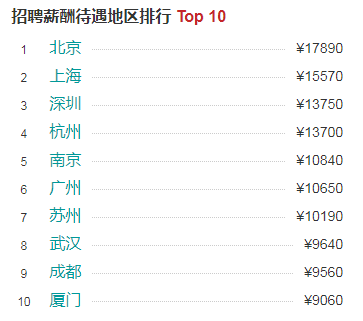 招聘薪酬待遇地区排行 Top 10
1 北京 ¥17890
2 上海 ¥15570
3 深圳 ¥13750
4 杭州 ¥13700
5 南京 ¥10840
6 广州 ¥10650
7 苏州 ¥10190
8 武汉 ¥9640
9 成都 ¥9560
10 厦门 ¥9060